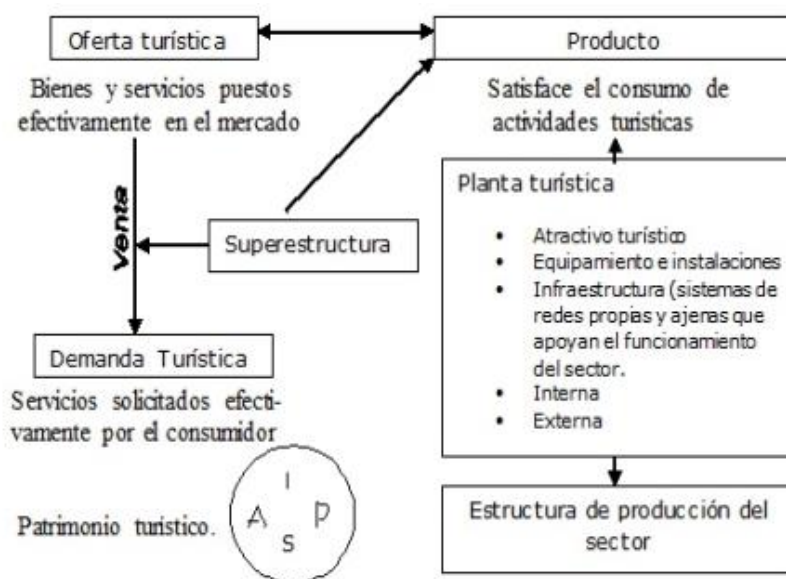 Oferta turística
Producto
Bienes y servicios puestos
efectivamente en el mercado
Satisface el consumo de
actividades turísticas
Venta
Superestructura
Planta turística
• Atractivo turístico
• Equipamiento e instalaciones
• Infraestructura (sistemas de
redes propias y ajenas que
apoyan el funcionamiento
del sector.
• Interna
• Externa
Demanda Turística
Servicios solicitados efecti-
vamente por el consumidor
Patrimonio turistico.
I
A P
S
Estructura de producción del
sector